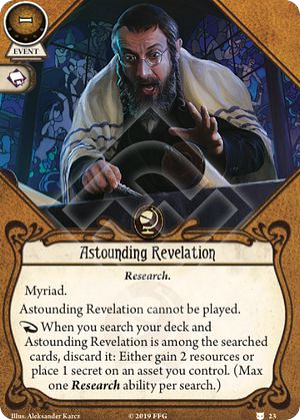 EVENT
Astounding Revelation
Research.
Myriad.
Astounding Revelation cannot be played.
When you search your deck and
Astounding Revelation is among the searched
cards, discard it: Either gain 2 resources or
place 1 secret on an asset you control. (Max
one Research ability per search.)
Illus. Aleksander Karcz
© 2019 FFG
23